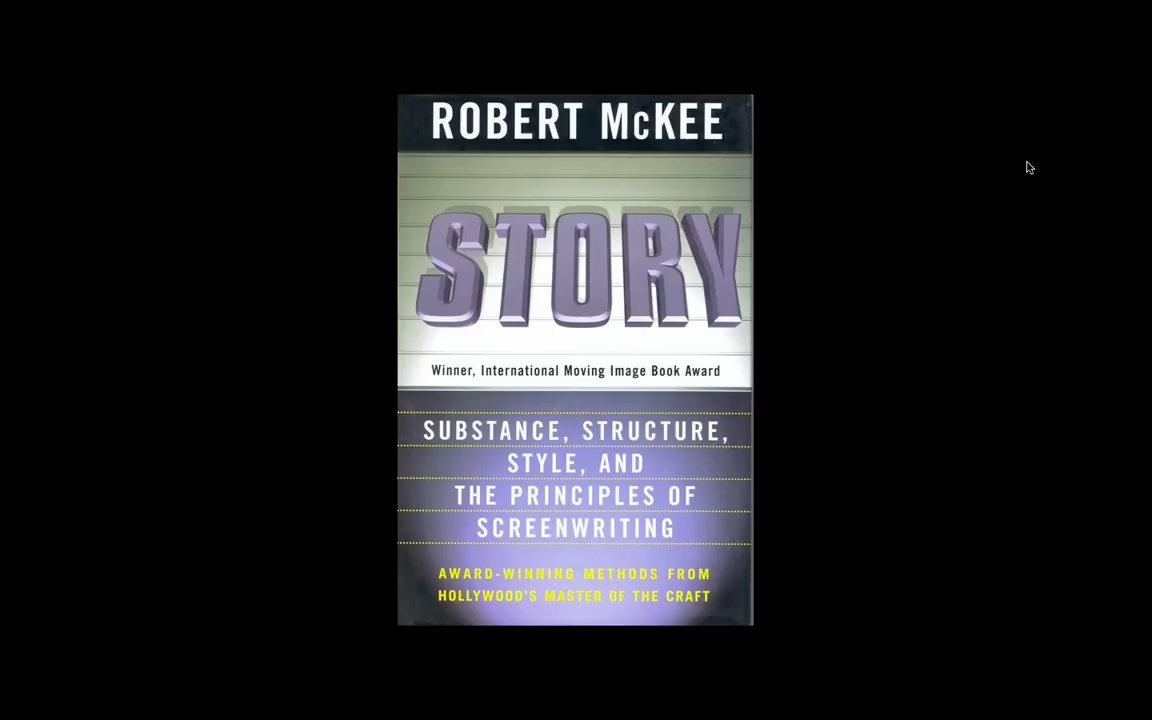 ROBERT McKEE
STORY
Winner, International Moving Image Book Award
SUBSTANCE, STRUCTURE,
STYLE, AND
THE PRINCIPLES OF
SCREENWRITING
AWARD-WINNING METHODS FROM
HOLLYWOOD'S MASTER OF THE CRAFT